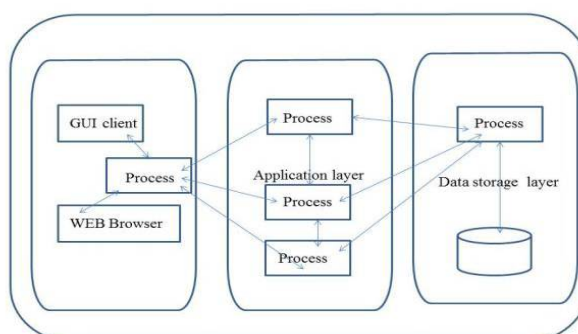 GUI client
Process
WEB Browser
Process
Application layer
Process
Process
Process
Data storage layer